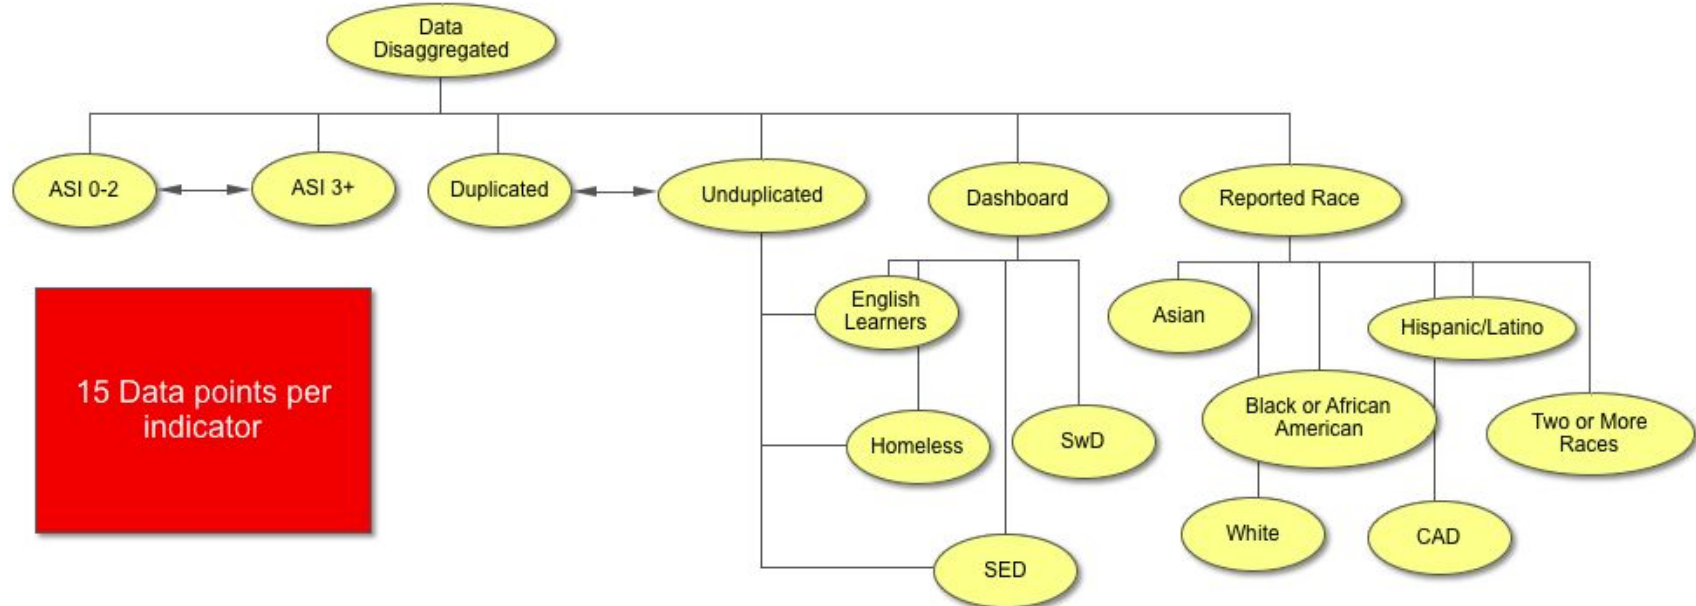 Data
Disaggregated
ASI 0-2
ASI 3+
Duplicated
Unduplicated
Dashboard
Reported Race
English
Learners
Asian
Hispanic/Latino
15 Data points per
indicator
Homeless
SwD
Black or African
American
Two or More
Races
White
CAD
SED